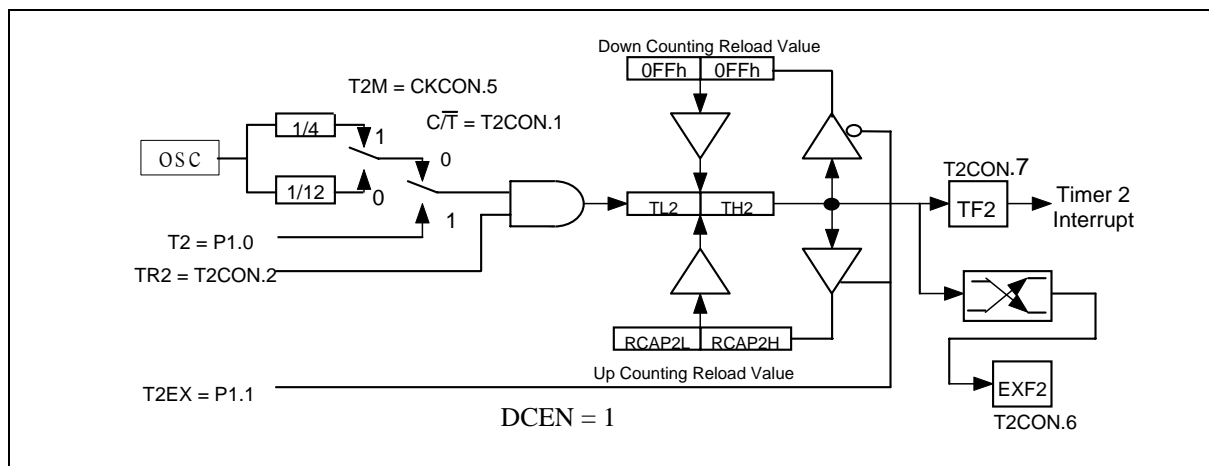 Down Counting Reload Value
0FFh 0FFh
T2M = CKCON.5
C/T̅ = T2CON.1
1/4
1
0
OSC
T2CON.7
1/12
0
TL2 TH2
TF2
Timer 2
Interrupt
1
T2 = P1.0
TR2 = T2CON.2
RCAP2L RCAP2H
Up Counting Reload Value
T2EX = P1.1
EXF2
DCEN = 1
T2CON.6